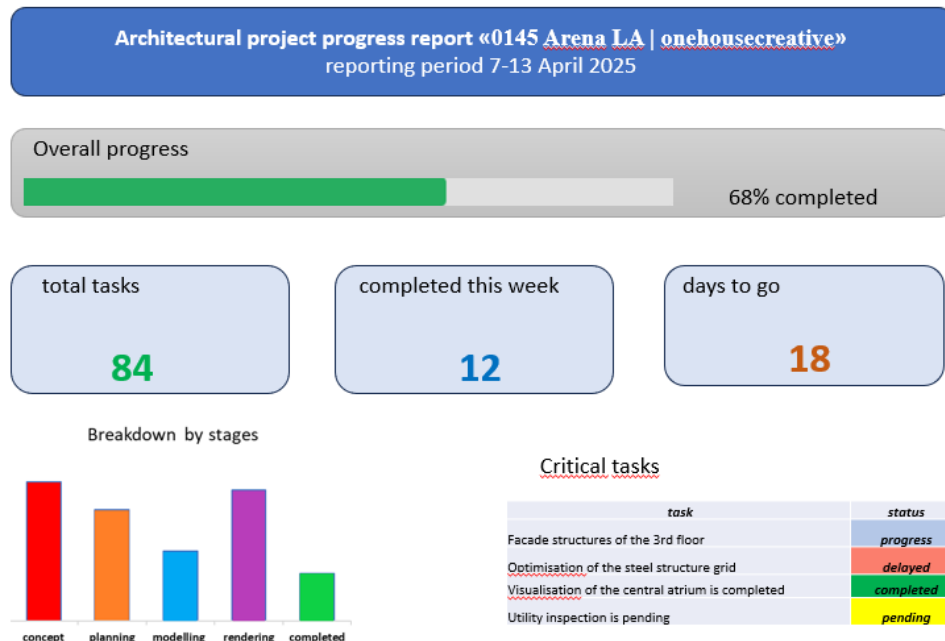 Architectural project progress report «0145 Arena LA | onehousecreative»
reporting period 7-13 April 2025
Overall progress
68% completed
total tasks
84
completed this week
12
days to go
18
Breakdown by stages
concept planning modelling rendering completed
Critical tasks
task status
Facade structures of the 3rd floor progress
Optimisation of the steel structure grid delayed
Visualisation of the central atrium is completed completed
Utility inspection is pending pending